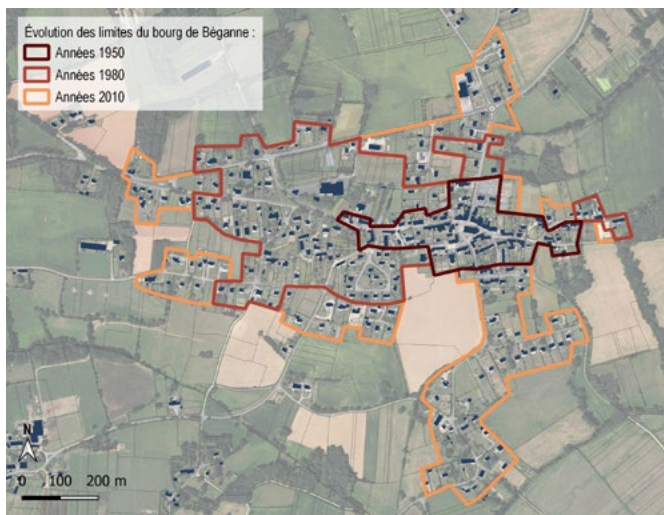 Évolution des limites du bourg de Béganne :
Années 1950
Années 1980
Années 2010
N
0 100 200 m